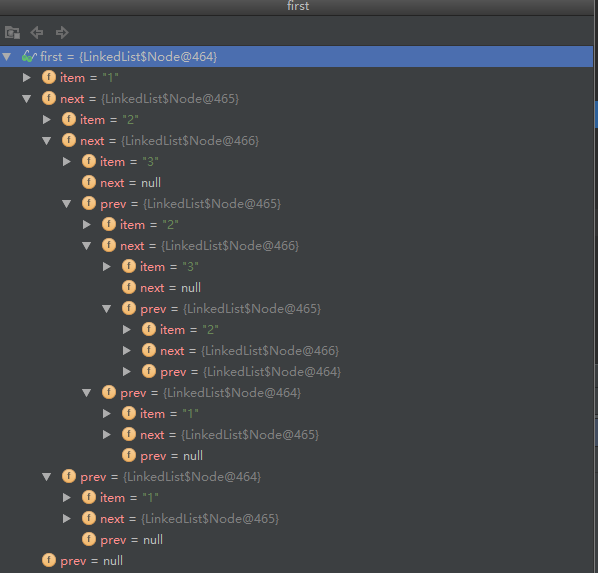 first
first = {LinkedList$Node@464}
f item = "1"
f next = {LinkedList$Node@465}
f item = "2"
f next = {LinkedList$Node@466}
f item = "3"
f next = null
f prev = {LinkedList$Node@465}
f item = "2"
f next = {LinkedList$Node@466}
f item = "3"
f next = null
f prev = {LinkedList$Node@465}
f item = "2"
f next = {LinkedList$Node@466}
f prev = {LinkedList$Node@464}
f prev = {LinkedList$Node@464}
f item = "1"
f next = {LinkedList$Node@465}
f prev = null
f prev = {LinkedList$Node@464}
f item = "1"
f next = {LinkedList$Node@465}
f prev = null
f prev = null